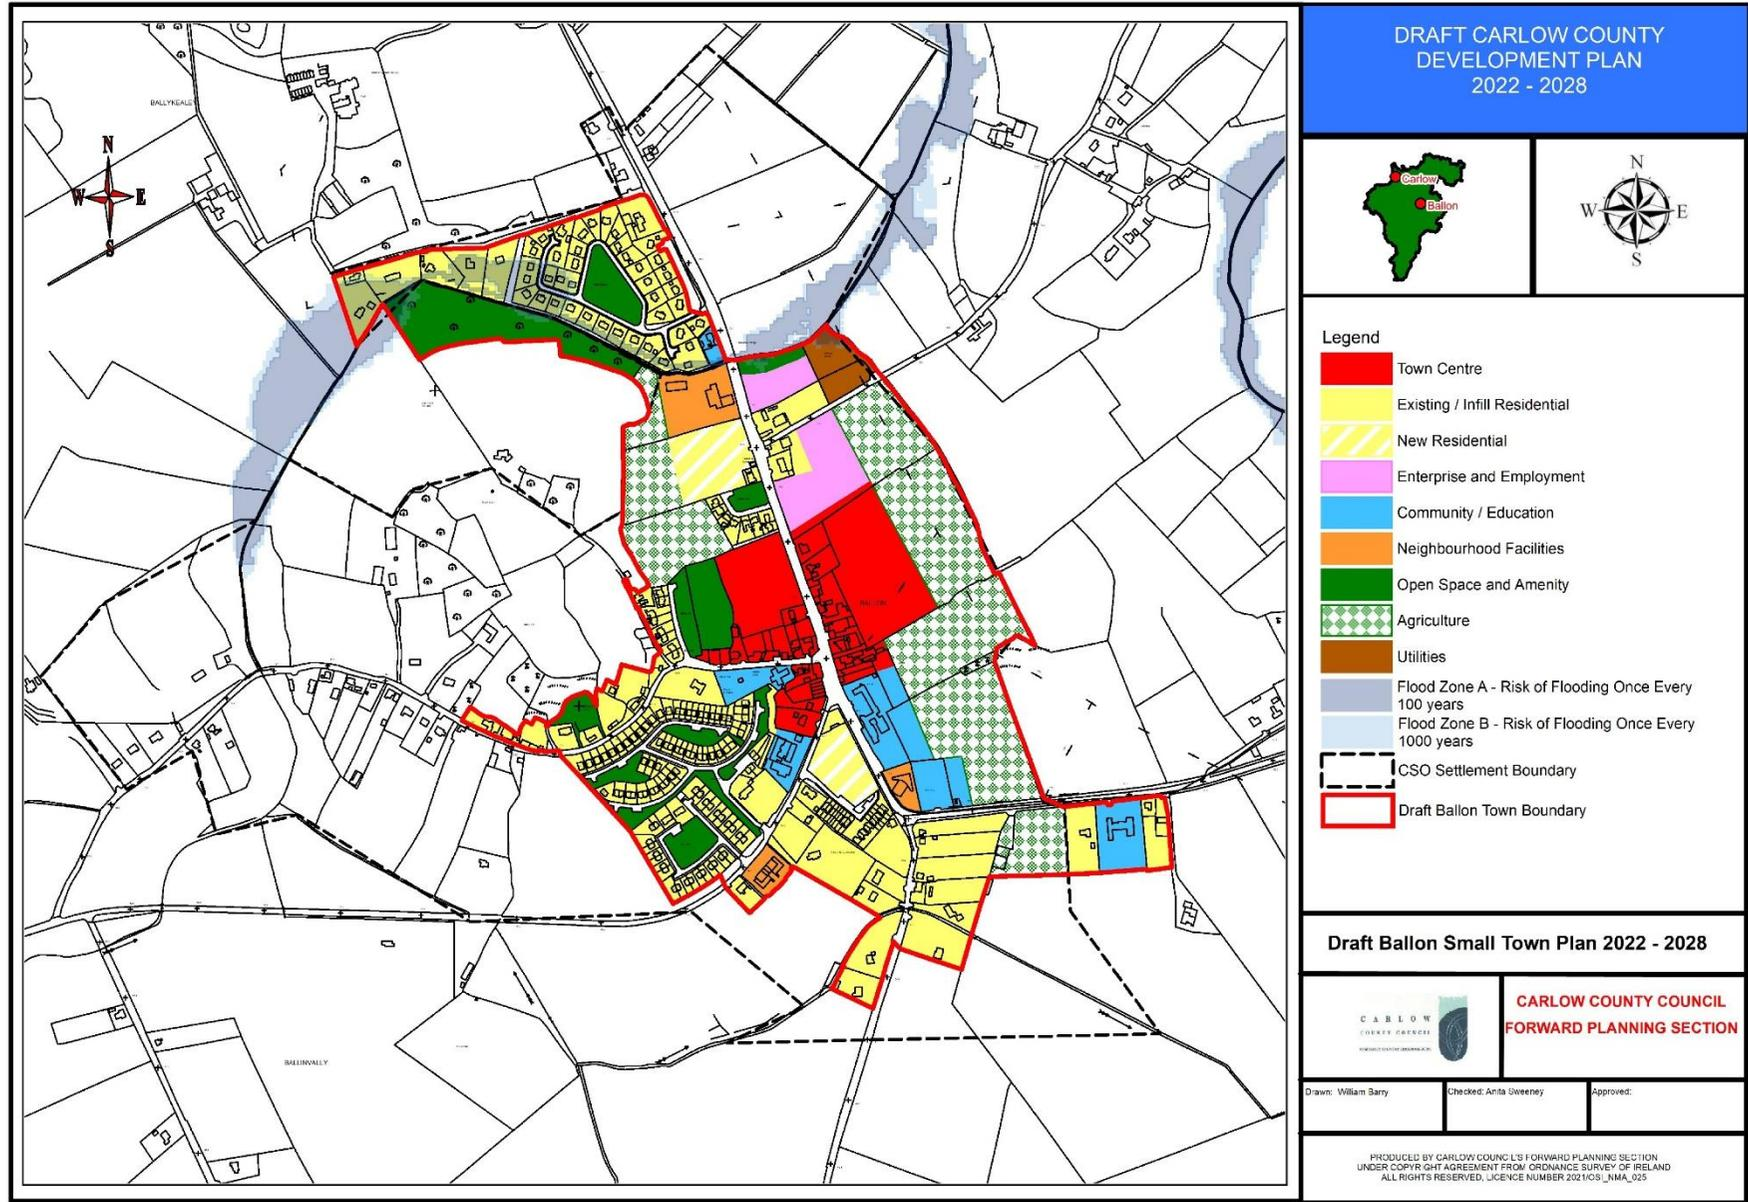 DRAFT CARLOW COUNTY
DEVELOPMENT PLAN
2022 - 2028
BALLYKEALEY
N
W E
S
Carlow
Ballon
N
W E
S
Legend
Town Centre
Existing / Infill Residential
New Residential
Enterprise and Employment
Community / Education
Neighbourhood Facilities
Open Space and Amenity
Agriculture
Utilities
Flood Zone A - Risk of Flooding Once Every
100 years
Flood Zone B - Risk of Flooding Once Every
1000 years
CSO Settlement Boundary
Draft Ballon Town Boundary
BALLON
BALLINVALLY
Draft Ballon Small Town Plan 2022 - 2028
CARLOW
COUNTY COUNCIL
CARLOW COUNTY COUNCIL
FORWARD PLANNING SECTION
Drawn: William Barry
Checked: Anita Sweeney
Approved:
PRODUCED BY CARLOW COUNCIL'S FORWARD PLANNING SECTION
UNDER COPYRIGHT AGREEMENT FROM ORDNANCE SURVEY OF IRELAND
ALL RIGHTS RESERVED, LICENCE NUMBER 2021/OSI_NMA_025